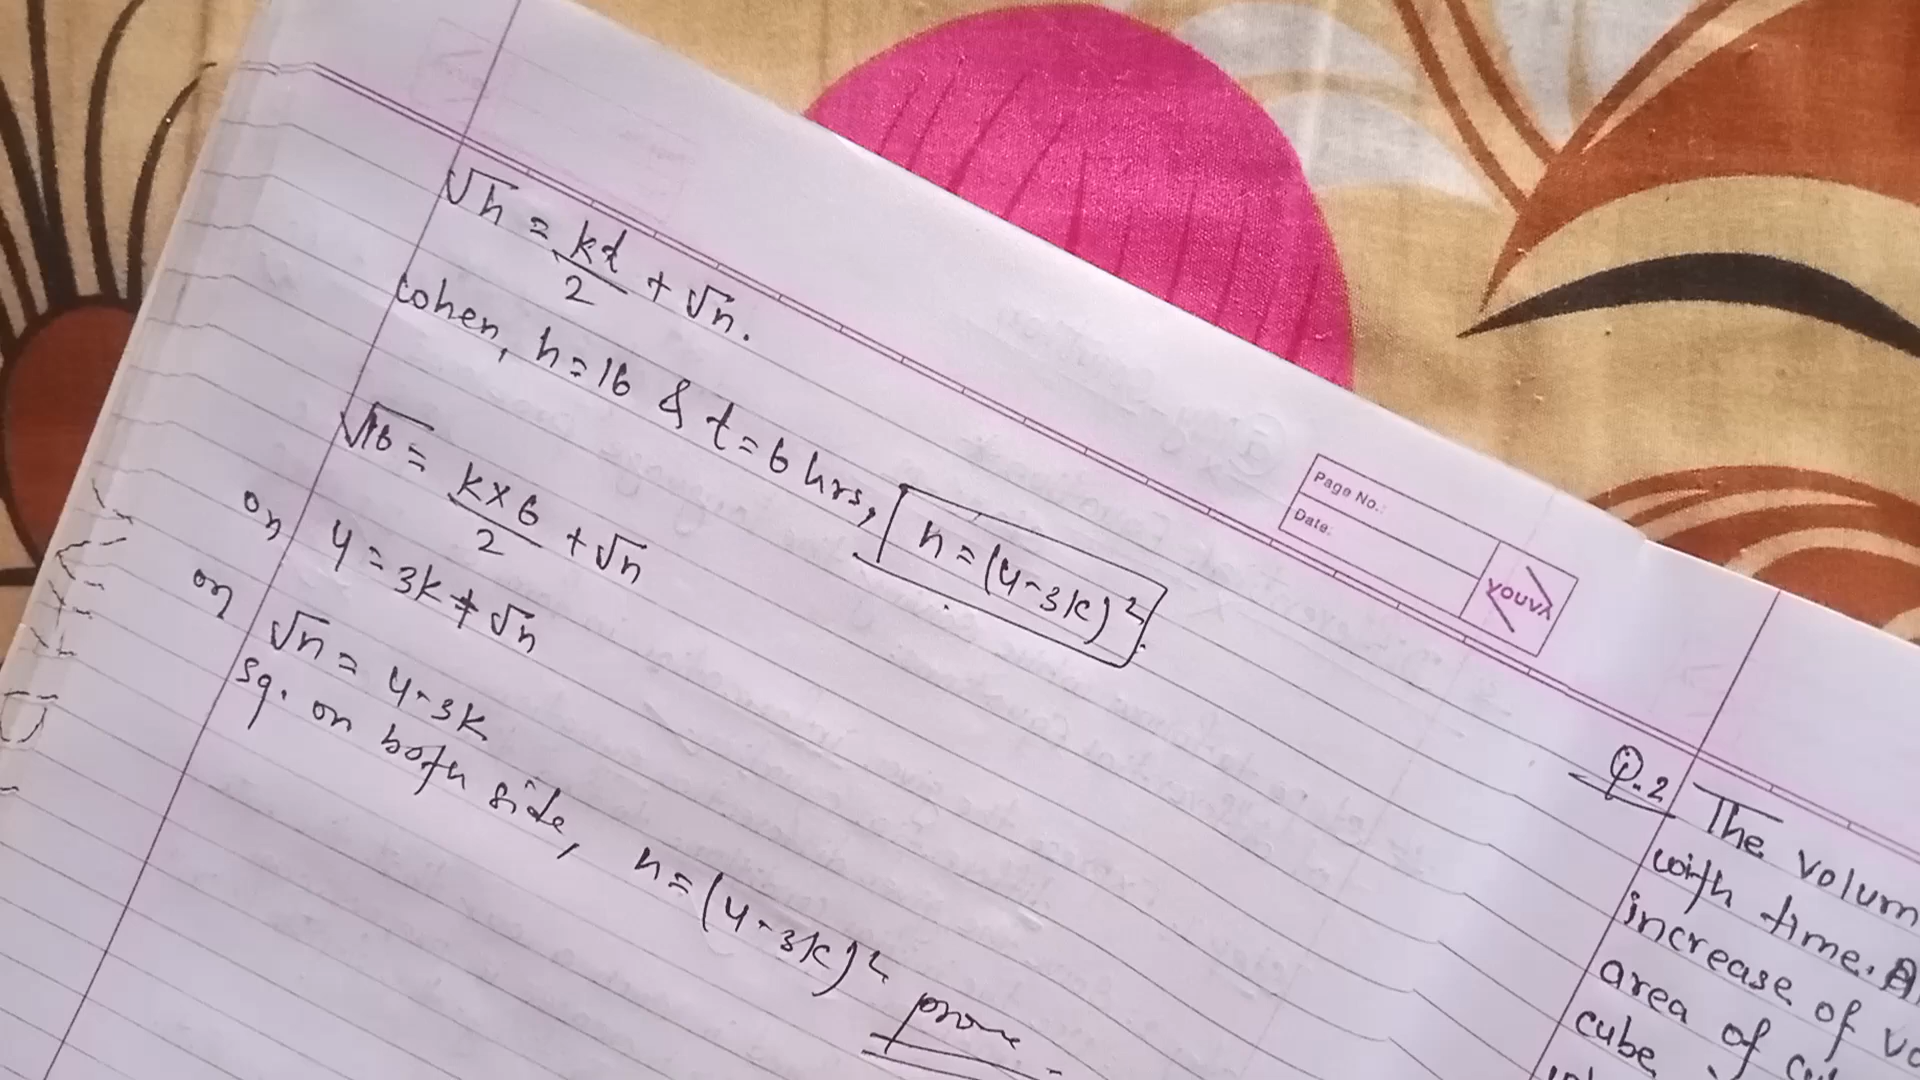 √h = kt/2 + √n.
when, h=16 & t=6 hrs, n=(4-3k)²
√16 = k×6/2 + √n
or 4 = 3k + √n
or √n = 4-3k
sq. on both side, n=(4-3k)²
prove
Page No.:
Date:
YOUVA
Q.2 The volum
with time.
increase of vo
area of
cube